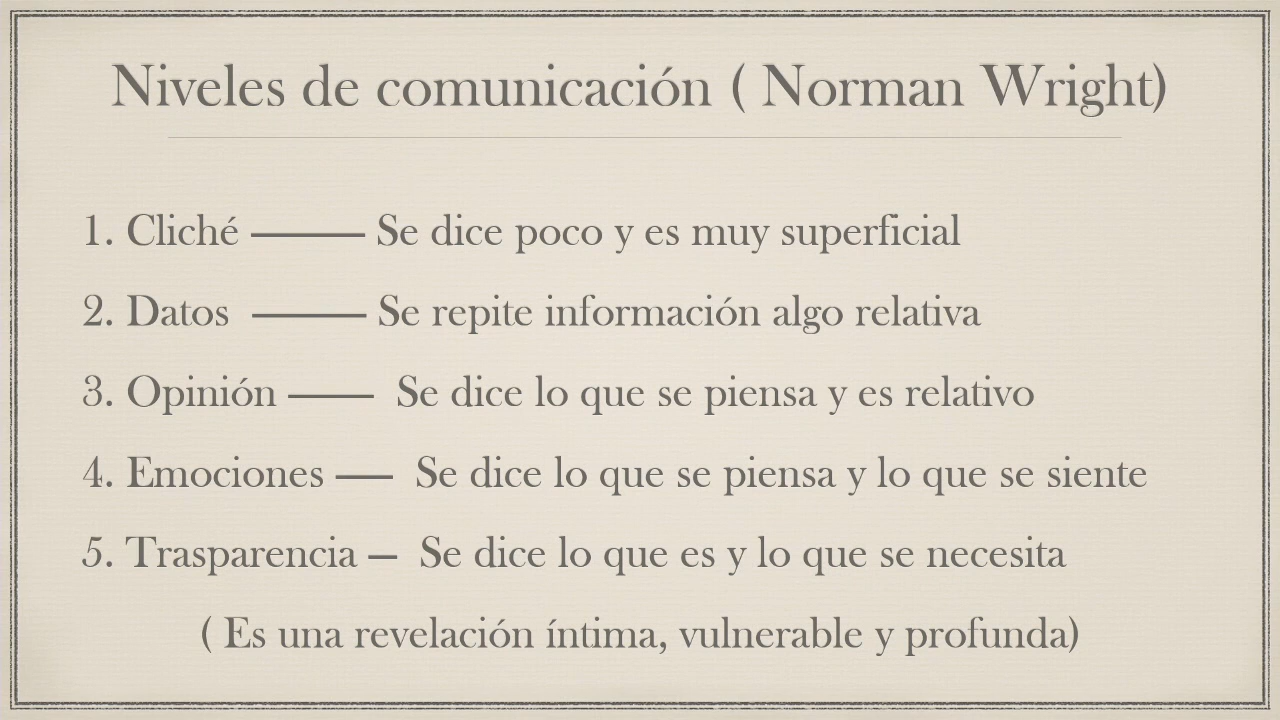 Niveles de comunicación ( Norman Wright)
1. Cliché ——— Se dice poco y es muy superficial
2. Datos ——— Se repite información algo relativa
3. Opinión —— Se dice lo que se piensa y es relativo
4. Emociones —— Se dice lo que se piensa y lo que se siente
5. Trasparencia — Se dice lo que es y lo que se necesita
( Es una revelación íntima, vulnerable y profunda)